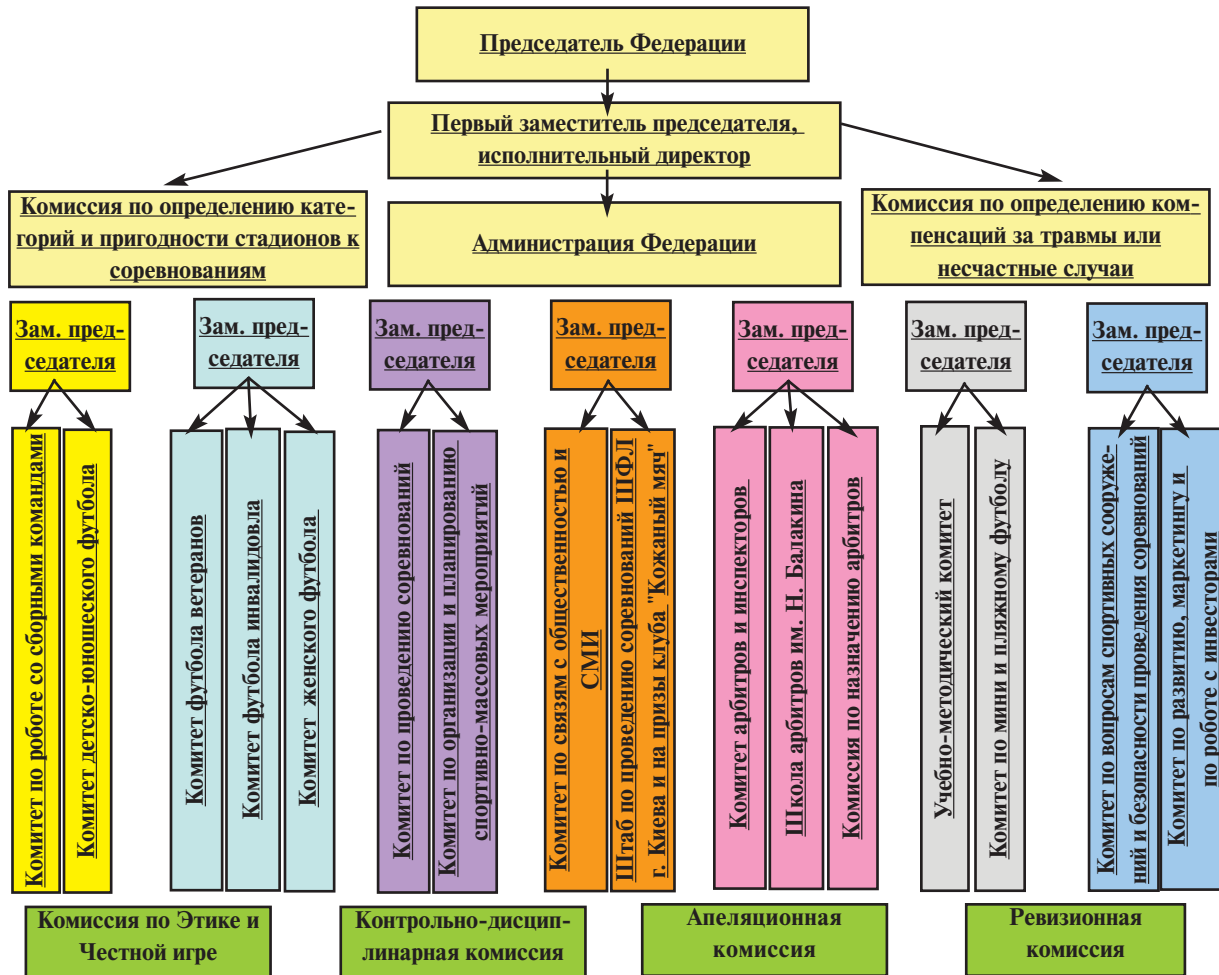 Председатель Федерации
Первый заместитель председателя,
исполнительный директор
Комиссия по определению кате-
горий и пригодности стадионов к
соревнованиям
Администрация Федерации
Комиссия по определению ком-
пенсаций за травмы или
несчастные случаи
Зам. пред-
седателя
Зам. пред-
седателя
Зам. пред-
седателя
Зам. пред-
седателя
Зам. пред-
седателя
Зам. пред-
седателя
Зам. пред-
седателя
Комитет по роботе со сборными командами
Комитет детско-юношеского футбола
Комитет футбола ветеранов
Комитет футбола инвалидовла
Комитет женского футбола
Комитет по проведению соревнований
Комитет по организации и планированию
спортивно-массовых мероприятий
Комитет по связям с общественностью и
СМИ
Штаб по проведению соревнований ШФЛ
г. Киева и на призы клуба "Кожаный мяч"
Комитет арбитров и инспекторов
Школа арбитров им. Н. Балакина
Комиссия по назначению арбитров
Учебно-методический комитет
Комитет по мини и пляжному футболу
Комитет по вопросам спортивных сооруже-
ний и безопасности проведения соревнований
Комитет по развитию, маркетингу и
по роботе с инвесторами
Комиссия по Этике и
Честной игре
Контрольно-дисцип-
линарная комиссия
Апеляционная
комиссия
Ревизионная
комиссия